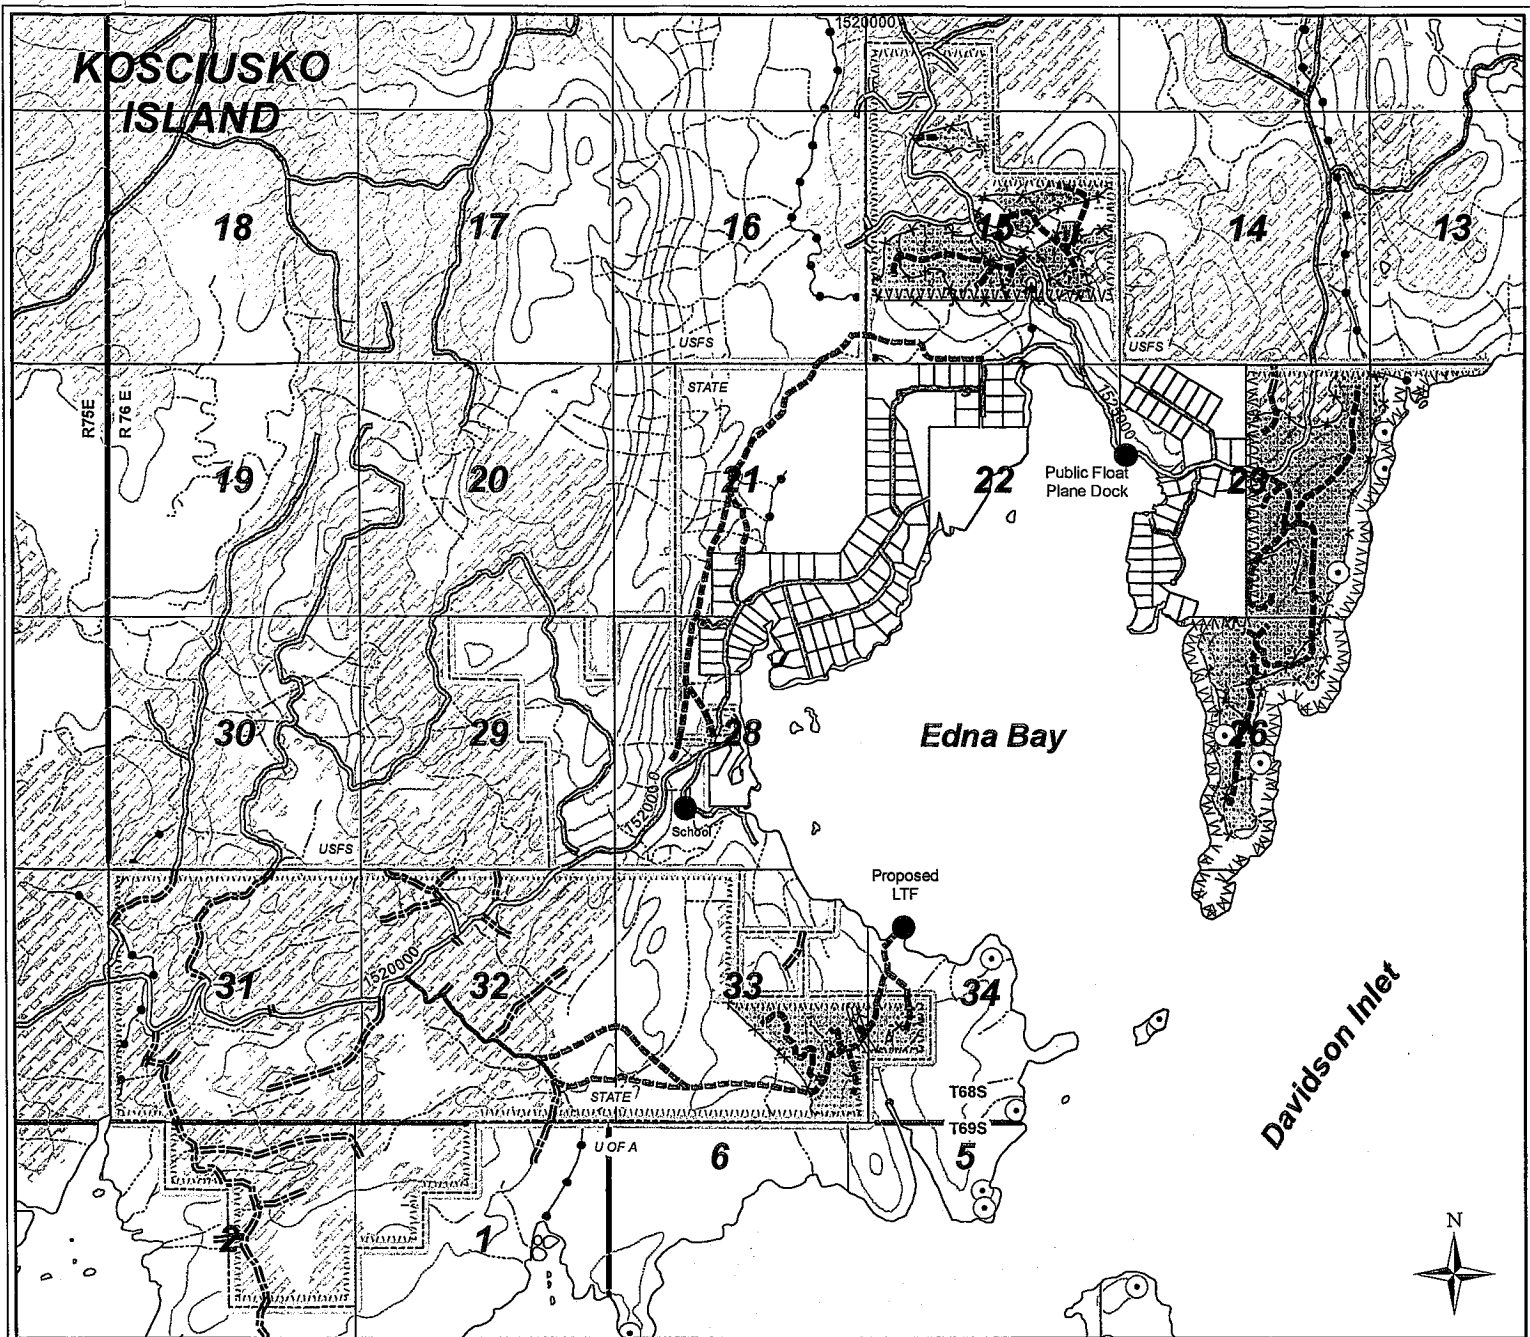 1520000
KOSCIUSKO
ISLAND
18
17
16
15
14
13
USFS
USFS
STATE
R75E
R 76 E
1520000
19
20
21
22
Public Float
Plane Dock
23
30
29
28
Edna Bay
26
1520000
School
USFS
Proposed
LTF
1520000
31
32
33
34
Davidson Inlet
STATE
T68S
T69S
U OF A
6
5
2
1
N